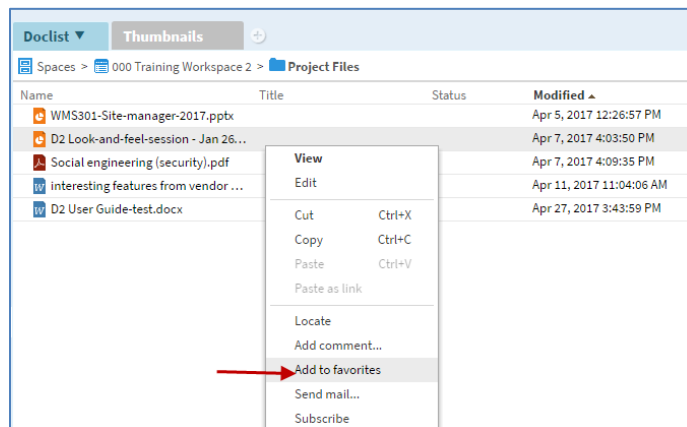 Doclist ▼ Thumbnails
Spaces > 000 Training Workspace 2 > Project Files
Name Title Status Modified ▲
WMS301-Site-manager-2017.pptx Apr 5, 2017 12:26:57 PM
D2 Look-and-feel-session - Jan 26... Apr 7, 2017 4:03:50 PM
Social engineering (security).pdf Apr 7, 2017 4:09:35 PM
interesting features from vendor ... Apr 11, 2017 11:04:06 AM
D2 User Guide-test.docx Apr 27, 2017 3:43:59 PM
View
Edit
Cut Ctrl+X
Copy Ctrl+C
Paste Ctrl+V
Paste as link
Locate
Add comment...
Add to favorites
Send mail...
Subscribe